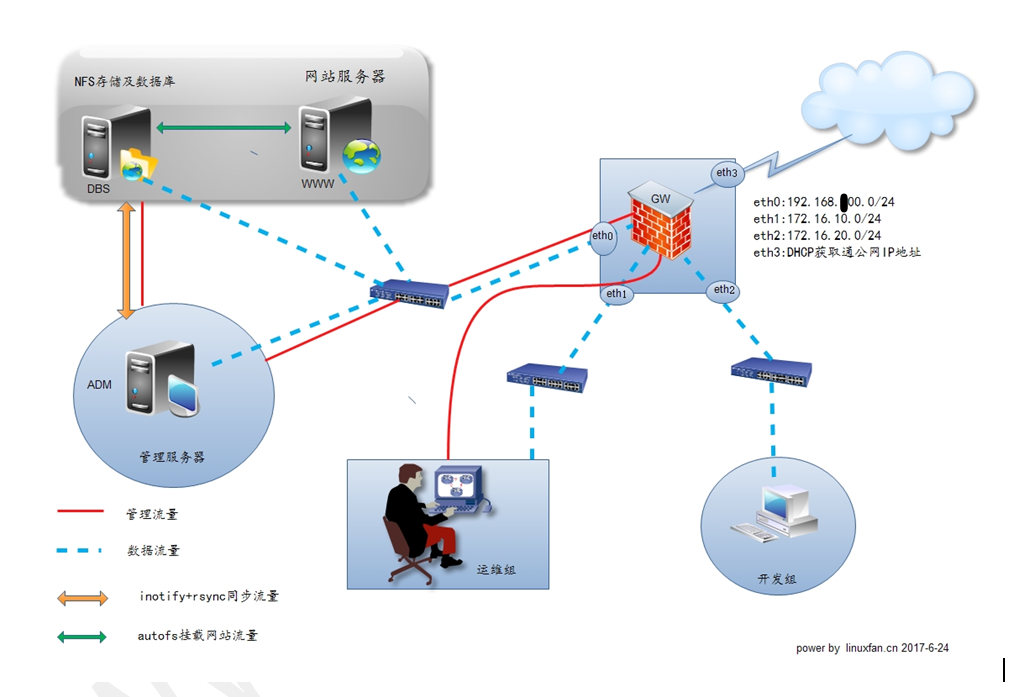 NFS存储及数据库
网站服务器
DBS
WWW
GW
eth3
eth0
eth1
eth2
eth0:192.168. 00.0/24
eth1:172.16.10.0/24
eth2:172.16.20.0/24
eth3:DHCP获取通公网IP地址
ADM
管理服务器
管理流量
数据流量
inotify+rsync同步流量
autofs挂载网站流量
运维组
开发组
power by linuxfan.cn 2017-6-24